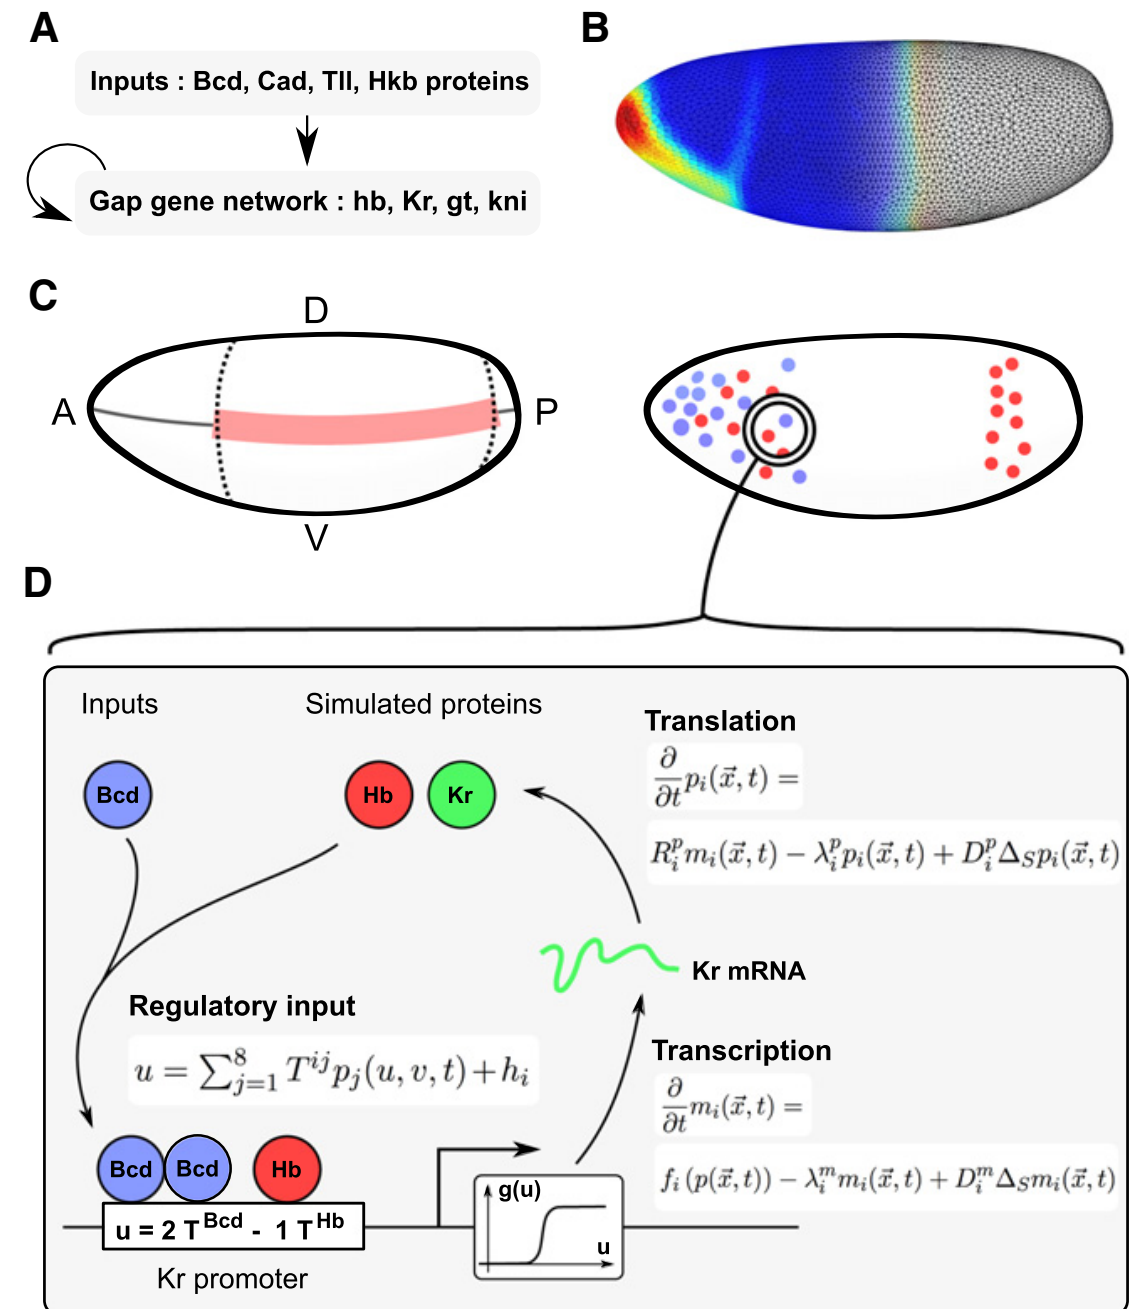 A
Inputs : Bcd, Cad, Tll, Hkb proteins
Gap gene network : hb, Kr, gt, kni
B
C
D
A
P
V
D
Inputs
Simulated proteins
Bcd
Hb
Kr
Translation
∂/∂t p_i(x⃗, t) =
R_i^p m_i(x⃗, t) − λ_i^p p_i(x⃗, t) + D_i^p Δ_S p_i(x⃗, t)
Kr mRNA
Regulatory input
u = ∑_{j=1}^{8} T^{ij} p_j(u, v, t) + h_i
Transcription
∂/∂t m_i(x⃗, t) =
f_i (p(x⃗, t)) − λ_i^m m_i(x⃗, t) + D_i^m Δ_S m_i(x⃗, t)
Bcd
Bcd
Hb
u = 2 T^Bcd - 1 T^Hb
g(u)
u
Kr promoter